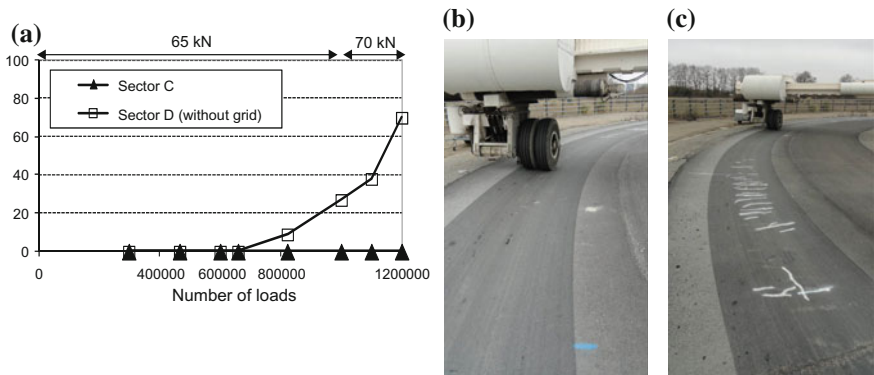 (a)
65 kN
70 kN
100
80
60
40
20
0
Sector C
Sector D (without grid)
0
400000
600000
800000
1200000
Number of loads
(b)
(c)